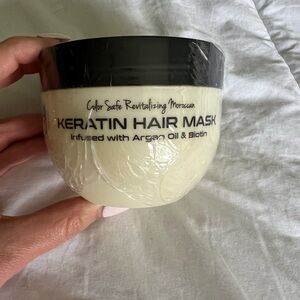 Color Safe Revitalizing Moroccan
KERATIN HAIR MASK
Infused with Argan Oil & Biotin